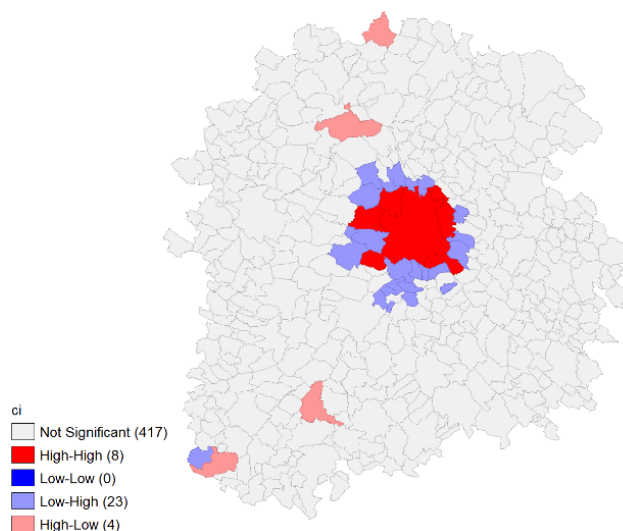 ci
Not Significant (417)
High-High (8)
Low-Low (0)
Low-High (23)
High-Low (4)